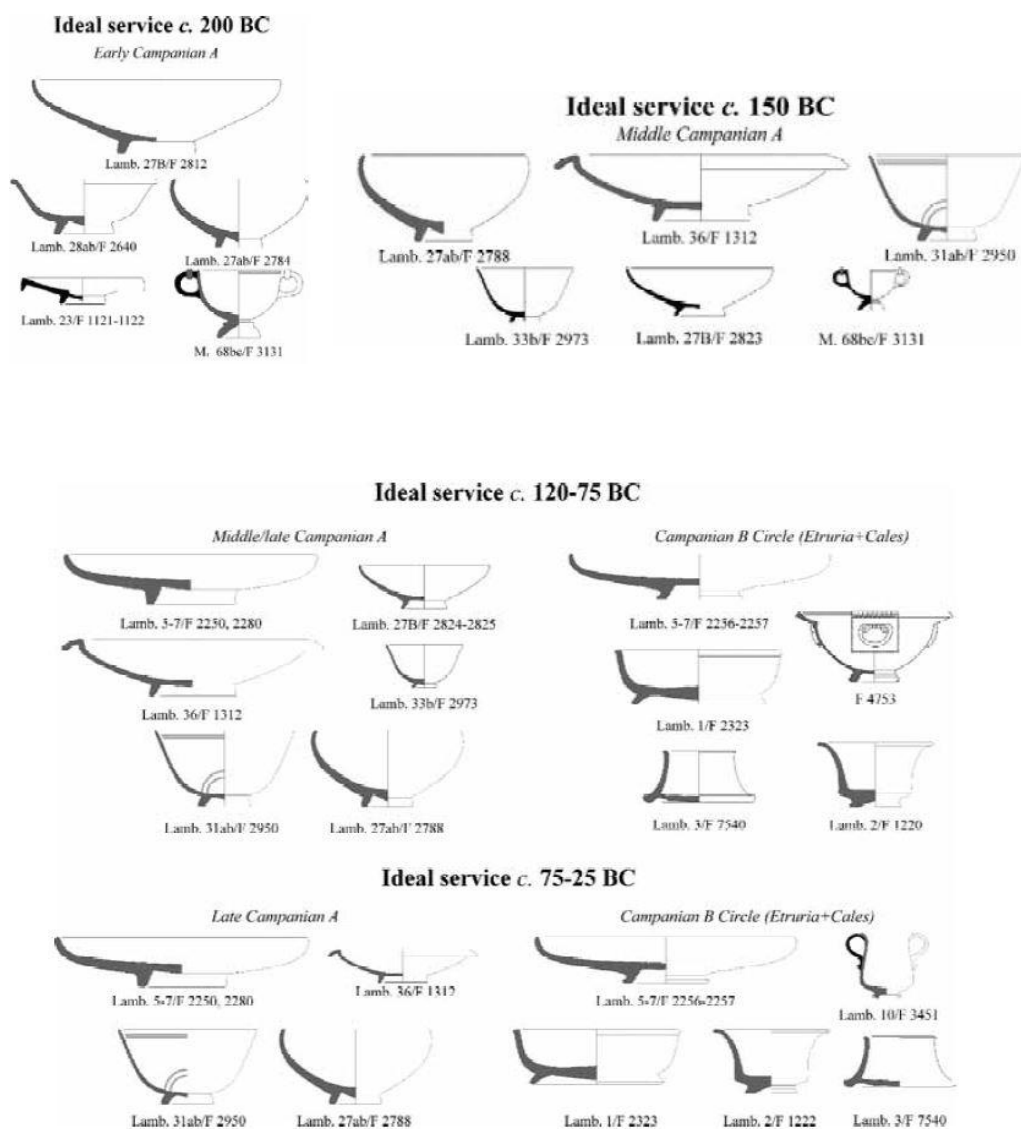 Ideal service c. 200 BC
Early Campanian A
Lamb. 27B/F 2812
Lamb. 28ab/F 2640
Lamb. 27ab/F 2784
Lamb. 23/F 1121-1122
M. 68bc/F 3131
Ideal service c. 150 BC
Middle Campanian A
Lamb. 27ab/F 2788
Lamb. 36/F 1312
Lamb. 31ab/F 2950
Lamb. 33b/F 2973
Lamb. 27B/F 2823
M. 68bc/F 3131
Ideal service c. 120-75 BC
Middle/late Campanian A
Lamb. 5-7/F 2250, 2280
Lamb. 27B/F 2824-2825
Lamb. 36/F 1312
Lamb. 33b/F 2973
Lamb. 31ab/F 2950
Lamb. 27ab/F 2788
Campanian B Circle (Etruria+Cales)
Lamb. 5-7/F 2256-2257
F 4753
Lamb. 1/F 2323
Lamb. 3/F 7540
Lamb. 2/F 1220
Ideal service c. 75-25 BC
Late Campanian A
Lamb. 5-7/F 2250, 2280
Lamb. 36/F 1312
Lamb. 31ab/F 2950
Lamb. 27ab/F 2788
Campanian B Circle (Etruria+Cales)
Lamb. 5-7/F 2256-2257
Lamb. 10/F 3451
Lamb. 1/F 2323
Lamb. 2/F 1222
Lamb. 3/F 7540